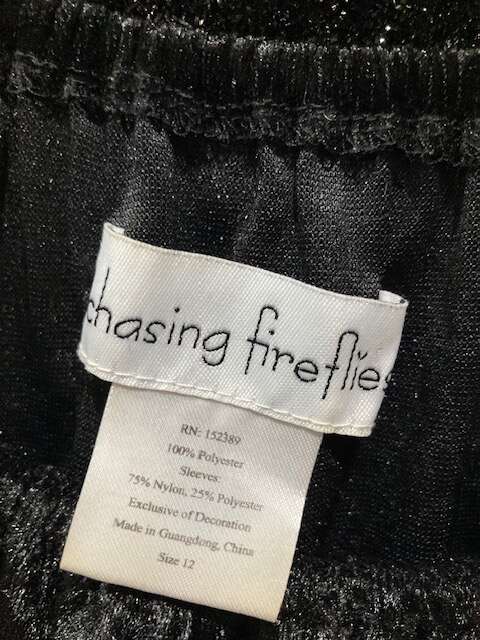 chasing fireflies
RN: 152389
100% Polyester
Sleeves:
75% Nylon, 25% Polyester
Exclusive of Decoration
Made in Guangdong, China
Size 12